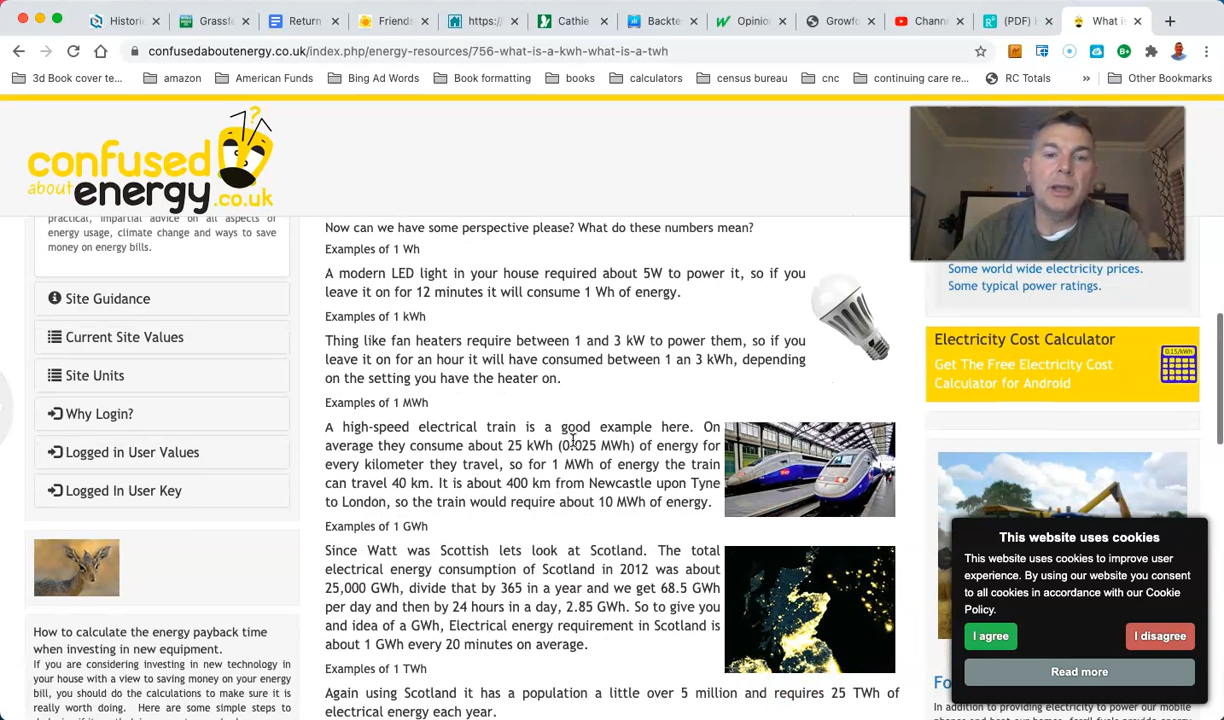 Historic
Grassfe
Return
Friends
https:/
Cathie
Backte
Opinio
Growfo
Chann
(PDF) H
What is
confusedaboutenergy.co.uk/index.php/energy-resources/756-what-is-a-kwh-what-is-a-twh
3d Book cover te...
amazon
American Funds
Bing Ad Words
Book formatting
books
calculators
census bureau
cnc
continuing care re...
RC Totals
»
Other Bookmarks
confused
about energy.co.uk
practical, impartial advice on all aspects of
energy usage, climate change and ways to save
money on energy bills.
Site Guidance
Current Site Values
Site Units
Why Login?
Logged in User Values
Logged In User Key
How to calculate the energy payback time
when investing in new equipment.
If you are considering investing in new technology in
your house with a view to saving money on your energy
bill, you should do the calculations to make sure it is
really worth doing. Here are some simple steps to
Now can we have some perspective please? What do these numbers mean?
Examples of 1 Wh
A modern LED light in your house required about 5W to power it, so if you
leave it on for 12 minutes it will consume 1 Wh of energy.
Examples of 1 kWh
Thing like fan heaters require between 1 and 3 kW to power them, so if you
leave it on for an hour it will have consumed between 1 an 3 kWh, depending
on the setting you have the heater on.
Examples of 1 MWh
A high-speed electrical train is a good example here. On
average they consume about 25 kWh (0.025 MWh) of energy for
every kilometer they travel, so for 1 MWh of energy the train
can travel 40 km. It is about 400 km from Newcastle upon Tyne
to London, so the train would require about 10 MWh of energy.
Examples of 1 GWh
Since Watt was Scottish lets look at Scotland. The total
electrical energy consumption of Scotland in 2012 was about
25,000 GWh, divide that by 365 in a year and we get 68.5 GWh
per day and then by 24 hours in a day, 2.85 GWh. So to give you
and idea of a GWh, Electrical energy requirement in Scotland is
about 1 GWh every 20 minutes on average.
Examples of 1 TWh
Again using Scotland it has a population a little over 5 million and requires 25 TWh of
electrical energy each year.
Some world wide electricity prices.
Some typical power ratings.
Electricity Cost Calculator
Get The Free Electricity Cost
Calculator for Android
0.15/kWh
This website uses cookies
This website uses cookies to improve user
experience. By using our website you consent
to all cookies in accordance with our Cookie
Policy.
I agree
I disagree
Read more
Fo
In addition to providing electricity to power our mobile